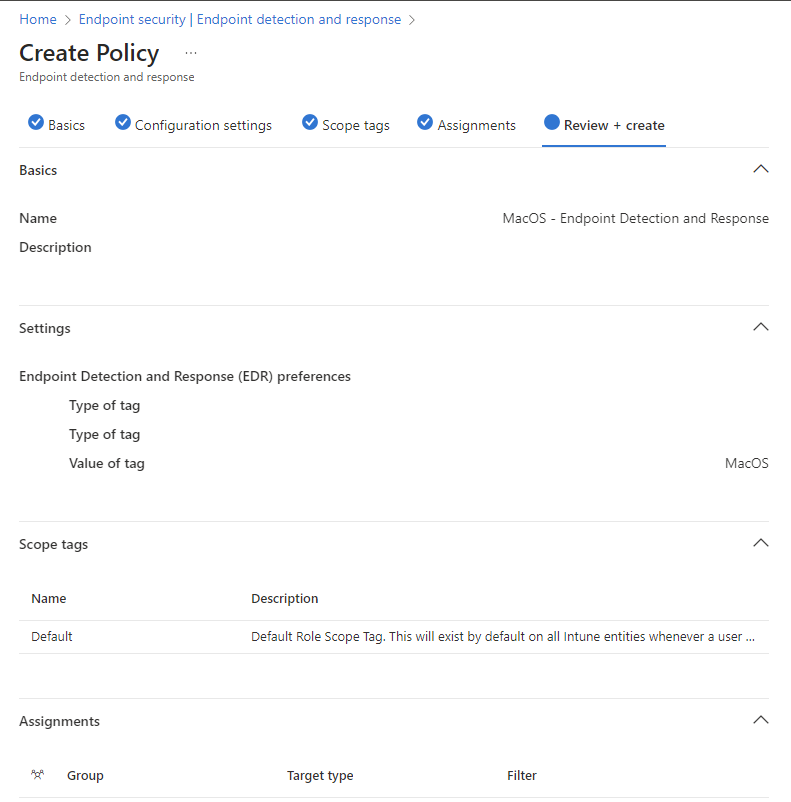 Home > Endpoint security | Endpoint detection and response >
Create Policy ...
Endpoint detection and response
Basics Configuration settings Scope tags Assignments Review + create
Basics
Name MacOS - Endpoint Detection and Response
Description
Settings
Endpoint Detection and Response (EDR) preferences
Type of tag
Type of tag
Value of tag MacOS
Scope tags
Name Description
Default Default Role Scope Tag. This will exist by default on all Intune entities whenever a user ...
Assignments
Group Target type Filter